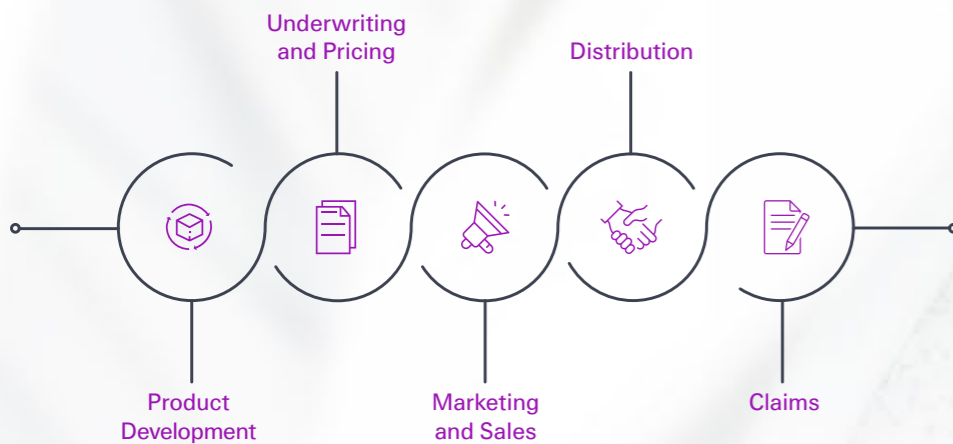 Underwriting
and Pricing
Distribution
Product
Development
Marketing
and Sales
Claims